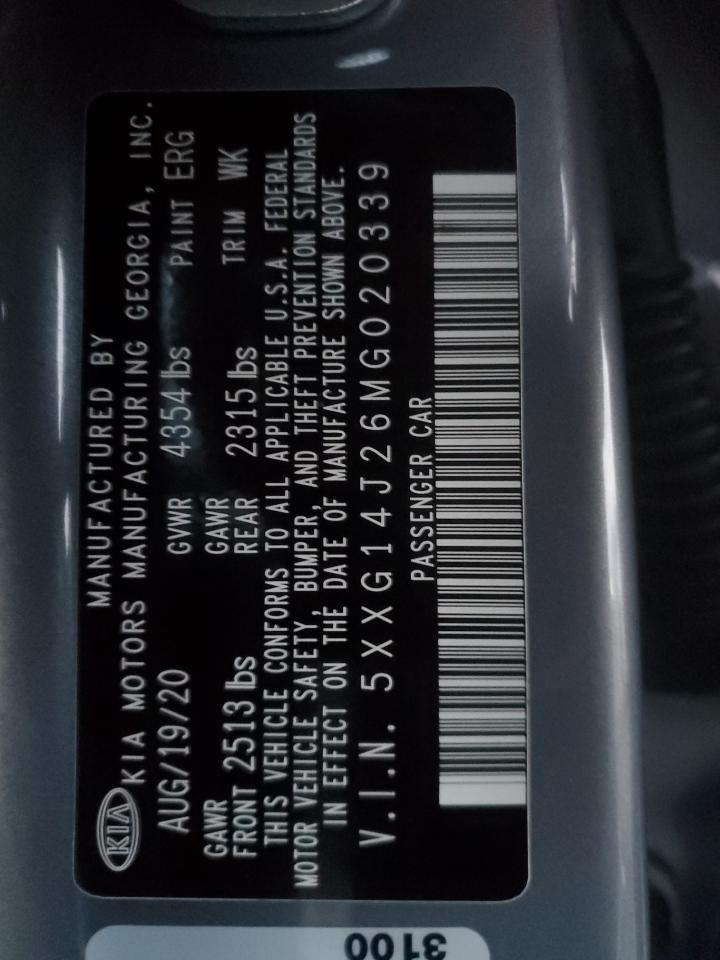 KIA
MANUFACTURED BY
KIA MOTORS MANUFACTURING GEORGIA, INC.
AUG/19/20 GVWR 4354 lbs PAINT ERG
GAWR GAWR
FRONT 2513 lbs REAR 2315 lbs TRIM WK
THIS VEHICLE CONFORMS TO ALL APPLICABLE U.S.A. FEDERAL
MOTOR VEHICLE SAFETY, BUMPER, AND THEFT PREVENTION STANDARDS
IN EFFECT ON THE DATE OF MANUFACTURE SHOWN ABOVE.
V.I.N. 5XXG14J26MG020339
PASSENGER CAR
3100